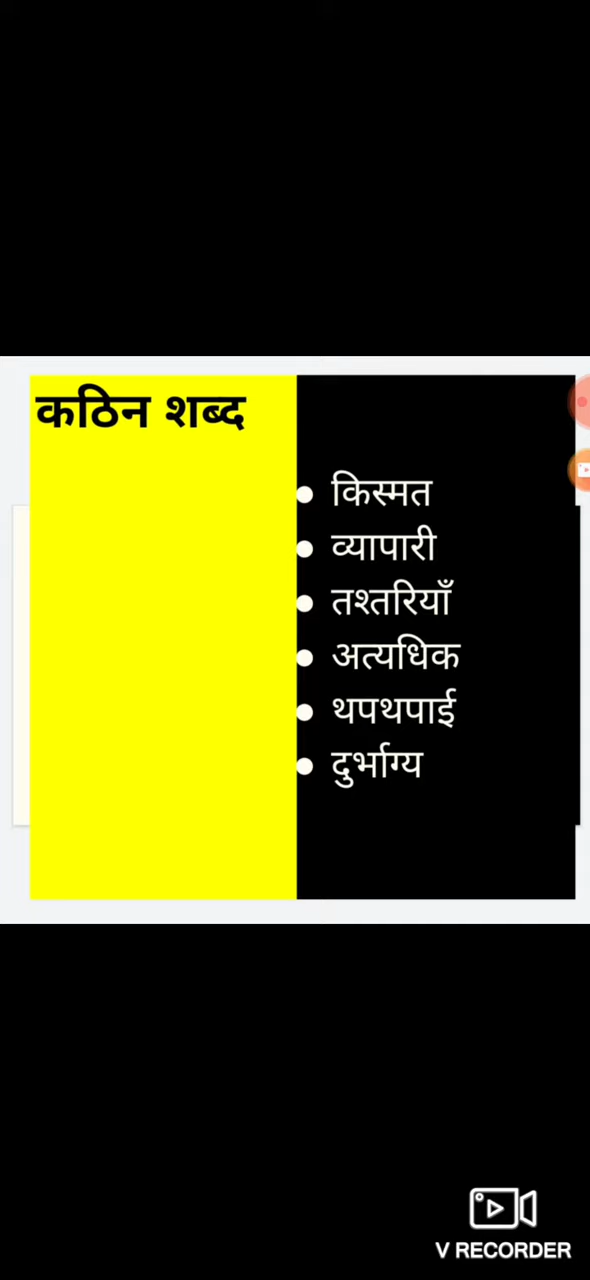 कठिन शब्द
• किस्मत
• व्यापारी
• तश्तरियाँ
• अत्यधिक
• थपथपाई
• दुर्भाग्य
V RECORDER